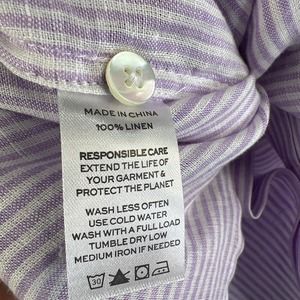 MADE IN CHINA
100% LINEN
RESPONSIBLE CARE
EXTEND THE LIFE OF
YOUR GARMENT &
PROTECT THE PLANET
WASH LESS OFTEN
USE COLD WATER
WASH WITH A FULL LOAD
TUMBLE DRY LOW
MEDIUM IRON IF NEEDED
30